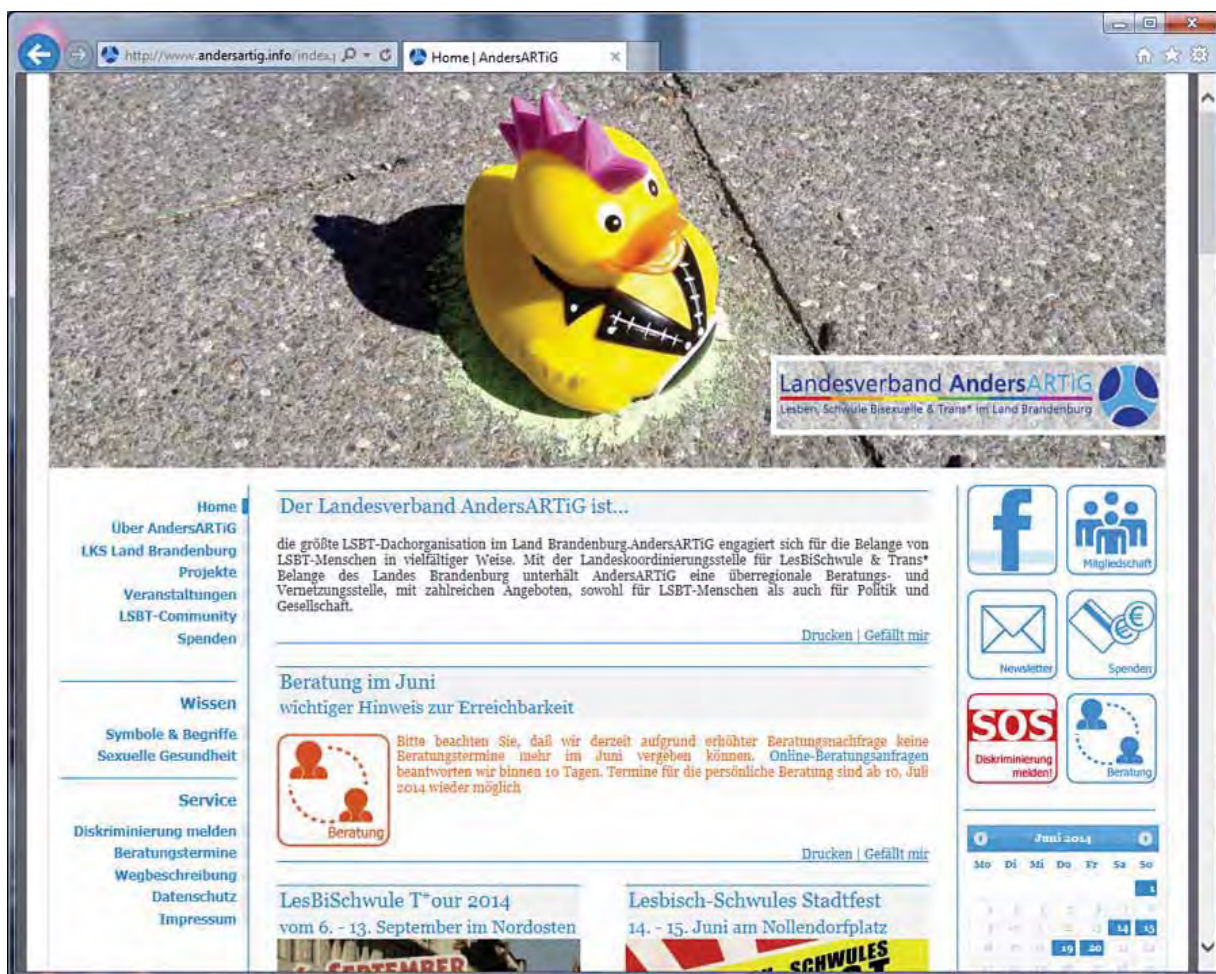 http://www.andersartig.info/index.
Home | AndersARTiG
Landesverband AndersARTiG
Lesben, Schwule Bisexuelle & Trans* im Land Brandenburg
Home
Über AndersARTiG
LKS Land Brandenburg
Projekte
Veranstaltungen
LSBT-Community
Spenden
Wissen
Symbole & Begriffe
Sexuelle Gesundheit
Service
Diskriminierung melden
Beratungstermine
Wegbeschreibung
Datenschutz
Impressum
Der Landesverband AndersARTiG ist...
die größte LSBT-Dachorganisation im Land Brandenburg.AndersARTiG engagiert sich für die Belange von
LSBT-Menschen in vielfältiger Weise. Mit der Landeskoordinierungsstelle für LesBiSchwule & Trans*
Belange des Landes Brandenburg unterhält AndersARTiG eine überregionale Beratungs- und
Vernetzungsstelle, mit zahlreichen Angeboten, sowohl für LSBT-Menschen als auch für Politik und
Gesellschaft.
Drucken | Gefällt mir
Beratung im Juni
wichtiger Hinweis zur Erreichbarkeit
Beratung
Bitte beachten Sie, daß wir derzeit aufgrund erhöhter Beratungsnachfrage keine
Beratungstermine mehr im Juni vergeben können. Online-Beratungsanfragen
beantworten wir binnen 10 Tagen. Termine für die persönliche Beratung sind ab 10. Juli
2014 wieder möglich
Drucken | Gefällt mir
LesBiSchwule T*our 2014
vom 6. - 13. September im Nordosten
SEPTEMBER
Lesbisch-Schwules Stadtfest
14. - 15. Juni am Nollendorfplatz
SCHWULES
f
Mitgliedschaft
Newsletter
Spenden
SOS
Diskriminierung
melden!
Beratung
Juni 2014
Mo Di Mi Do Fr Sa So
1
14 15
19 20